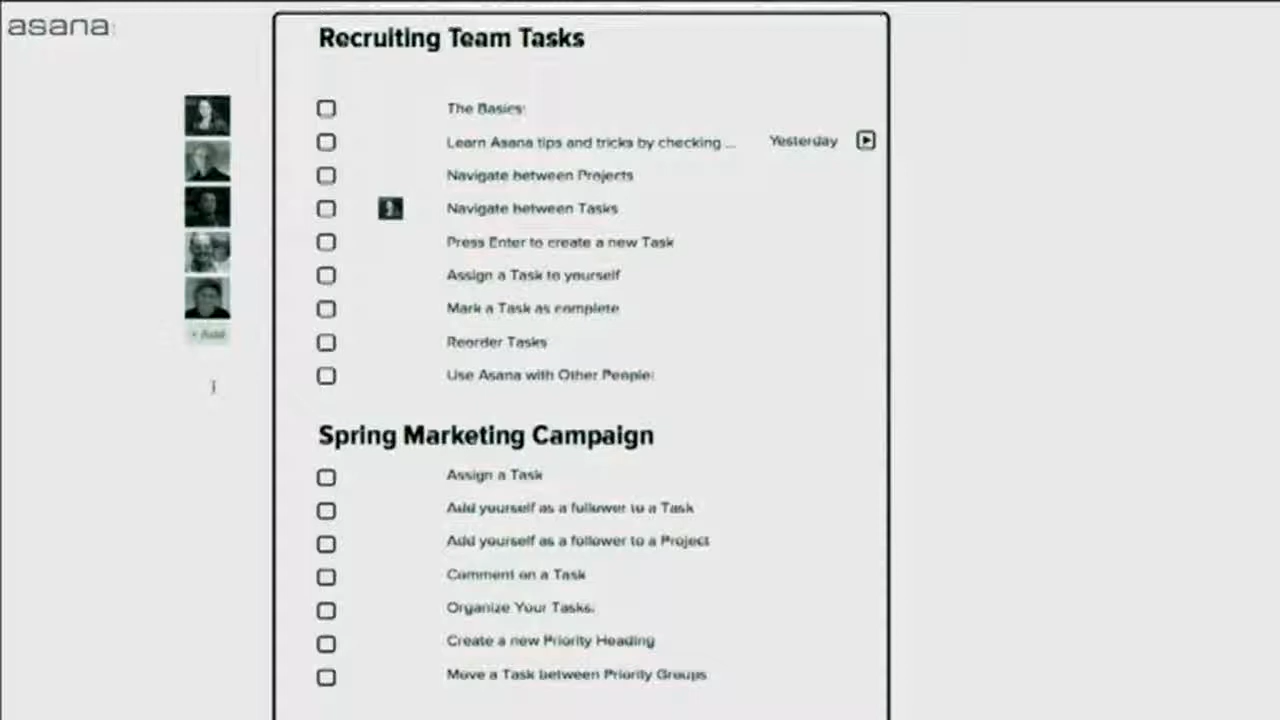 asana:
Recruiting Team Tasks
The Basics:
Learn Asana tips and tricks by checking ... Yesterday
Navigate between Projects
Navigate between Tasks
Press Enter to create a new Task
Assign a Task to yourself
Mark a Task as complete
Reorder Tasks
Use Asana with Other People:
+ Add
Spring Marketing Campaign
Assign a Task
Add yourself as a follower to a Task
Add yourself as a follower to a Project
Comment on a Task
Organize Your Tasks:
Create a new Priority Heading
Move a Task between Priority Groups